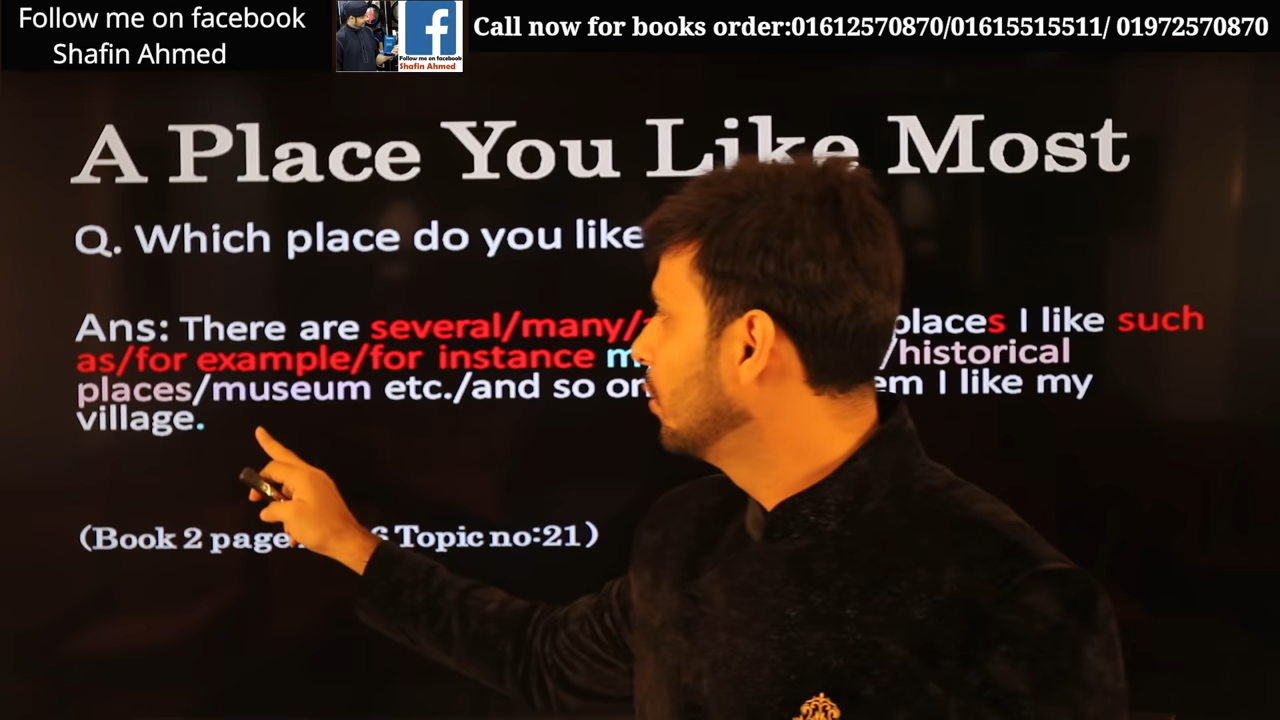 Follow me on facebook
Shafin Ahmed
Follow me on facebook
Shafin Ahmed
Call now for books order:01612570870/01615515511/ 01972570870
A Place You Like Most
Q. Which place do you like
Ans: There are several/many/ places I like such
as/for example/for instance /historical
places/museum etc./and so on I like my
village.
(Book 2 page 6 Topic no:21)